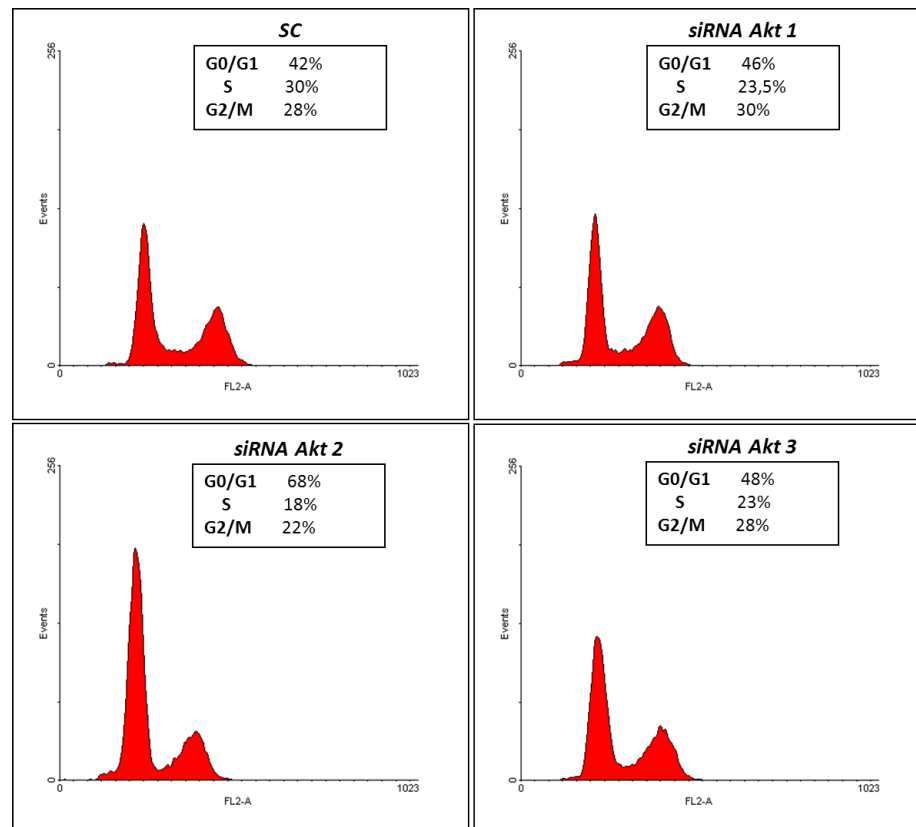 SC
G0/G1 42%
S 30%
G2/M 28%
256
Events
0
0
1023
FL2-A
siRNA Akt 1
G0/G1 46%
S 23,5%
G2/M 30%
256
Events
0
0
1023
FL2-A
siRNA Akt 2
G0/G1 68%
S 18%
G2/M 22%
256
Events
0
0
1023
FL2-A
siRNA Akt 3
G0/G1 48%
S 23%
G2/M 28%
256
Events
0
0
1023
FL2-A